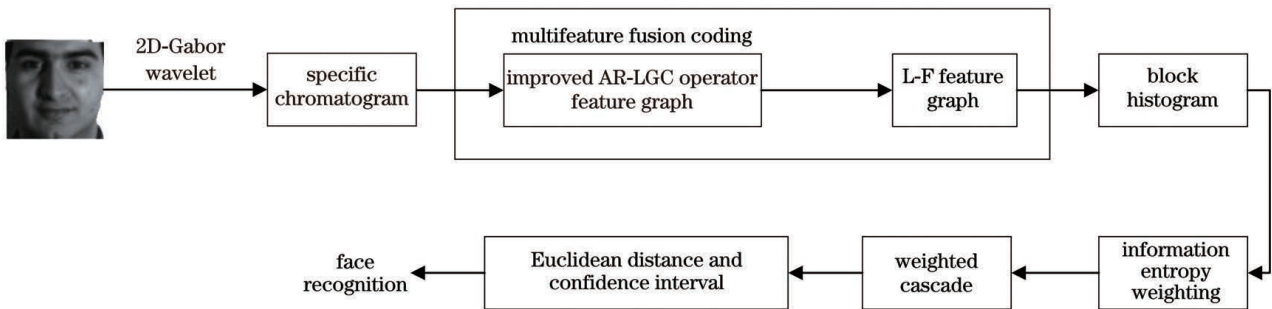 2D-Gabor
wavelet
specific
chromatogram
multifeature fusion coding
improved AR-LGC operator
feature graph
L-F feature
graph
block
histogram
information
entropy
weighting
weighted
cascade
Euclidean distance and
confidence interval
face
recognition